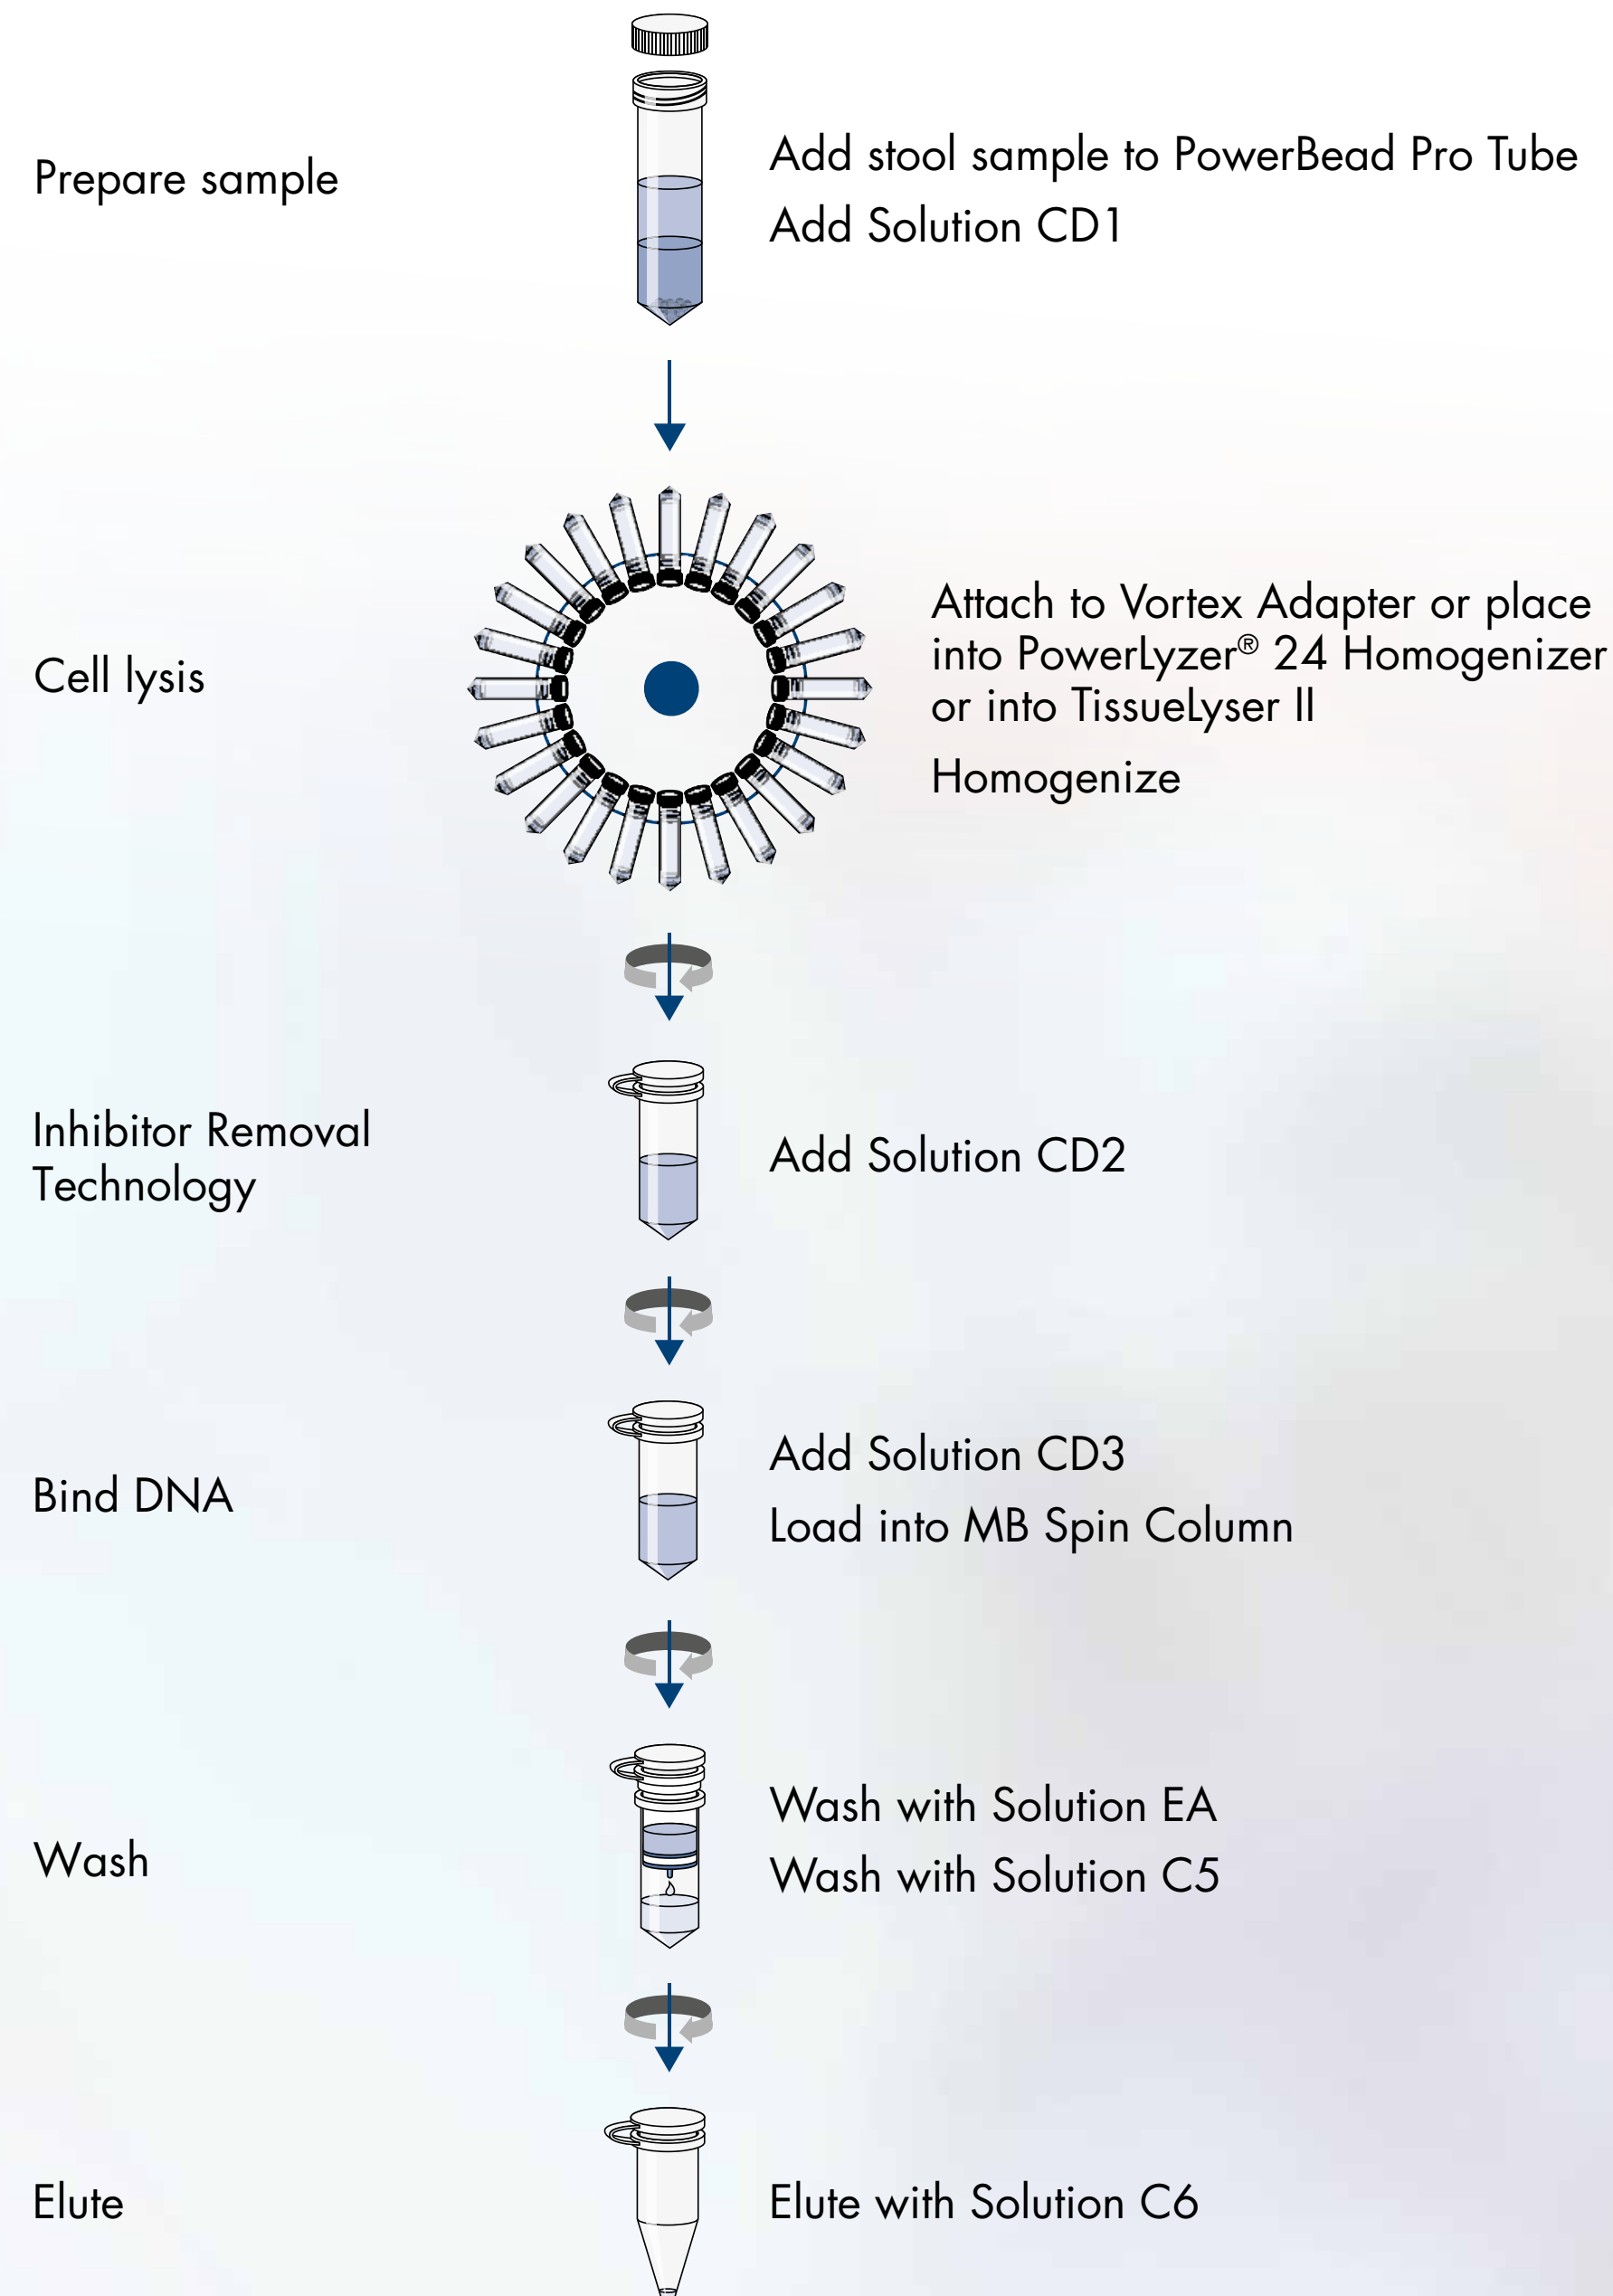 Prepare sample
Add stool sample to PowerBead Pro Tube
Add Solution CD1
Cell lysis
Attach to Vortex Adapter or place
into PowerLyzer® 24 Homogenizer
or into TissueLyser II
Homogenize
Inhibitor Removal
Technology
Add Solution CD2
Bind DNA
Add Solution CD3
Load into MB Spin Column
Wash
Wash with Solution EA
Wash with Solution C5
Elute
Elute with Solution C6